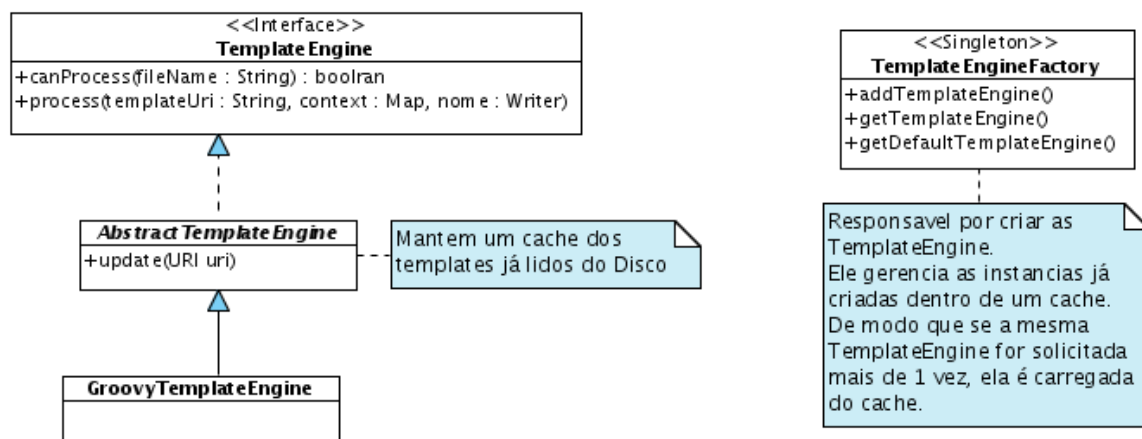 <<Interface>>
TemplateEngine
+canProcess(fileName : String) : boolran
+process(templateUri : String, context : Map, nome : Writer)
AbstractTemplateEngine
+update(URI uri)
Mantem um cache dos
templates já lidos do Disco
GroovyTemplateEngine
<<Singleton>>
TemplateEngineFactory
+addTemplateEngine()
+getTemplateEngine()
+getDefaultTemplateEngine()
Responsavel por criar as
TemplateEngine.
Ele gerencia as instancias já
criadas dentro de um cache.
De modo que se a mesma
TemplateEngine for solicitada
mais de 1 vez, ela é carregada
do cache.